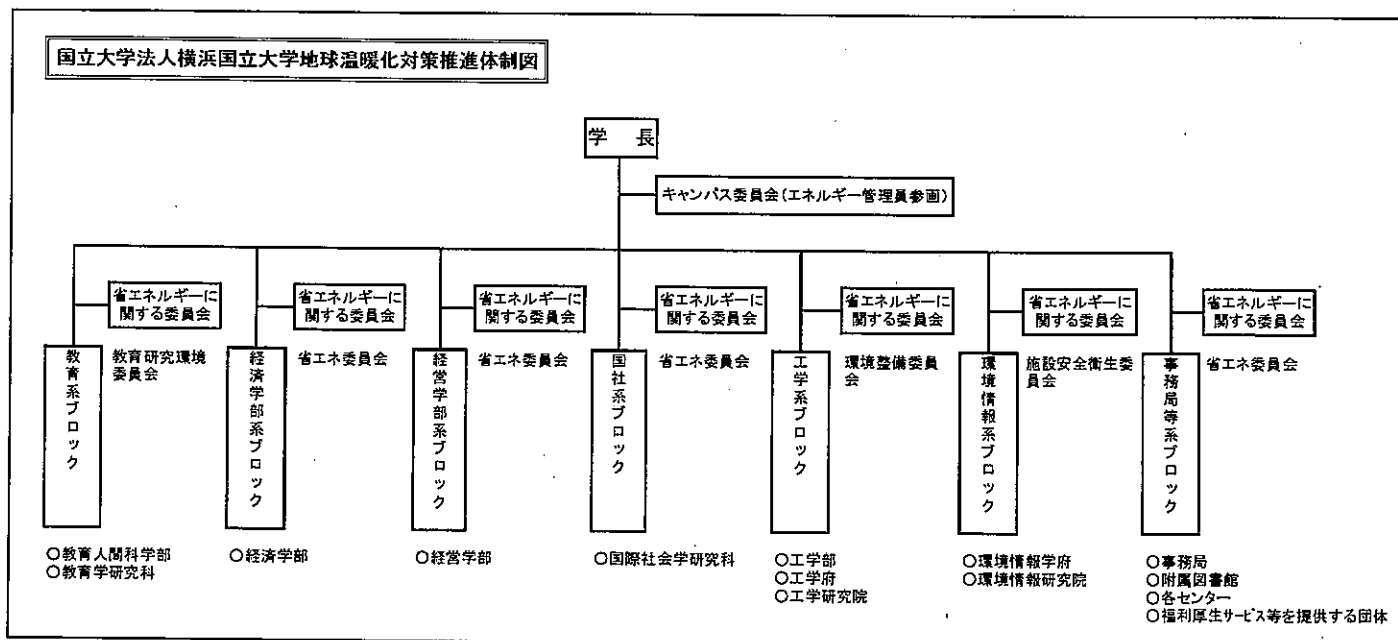 国立大学法人横浜国立大学地球温暖化対策推進体制図
学 長
キャンパス委員会(エネルギー管理員参画)
省エネルギーに
関する委員会
省エネルギーに
関する委員会
省エネルギーに
関する委員会
省エネルギーに
関する委員会
省エネルギーに
関する委員会
省エネルギーに
関する委員会
省エネルギーに
関する委員会
教育系ブロック
教育研究環境
委員会
経済学部系ブロック
省エネ委員会
経営学部系ブロック
省エネ委員会
国社系ブロック
省エネ委員会
工学系ブロック
環境整備委員
会
環境情報系ブロック
施設安全衛生委
員会
事務局等系ブロック
省エネ委員会
○教育人間科学部
○教育学研究科
○経済学部
○経営学部
○国際社会学研究科
○工学部
○工学府
○工学研究院
○環境情報学府
○環境情報研究院
○事務局
○附属図書館
○各センター
○福利厚生サービス等を提供する団体